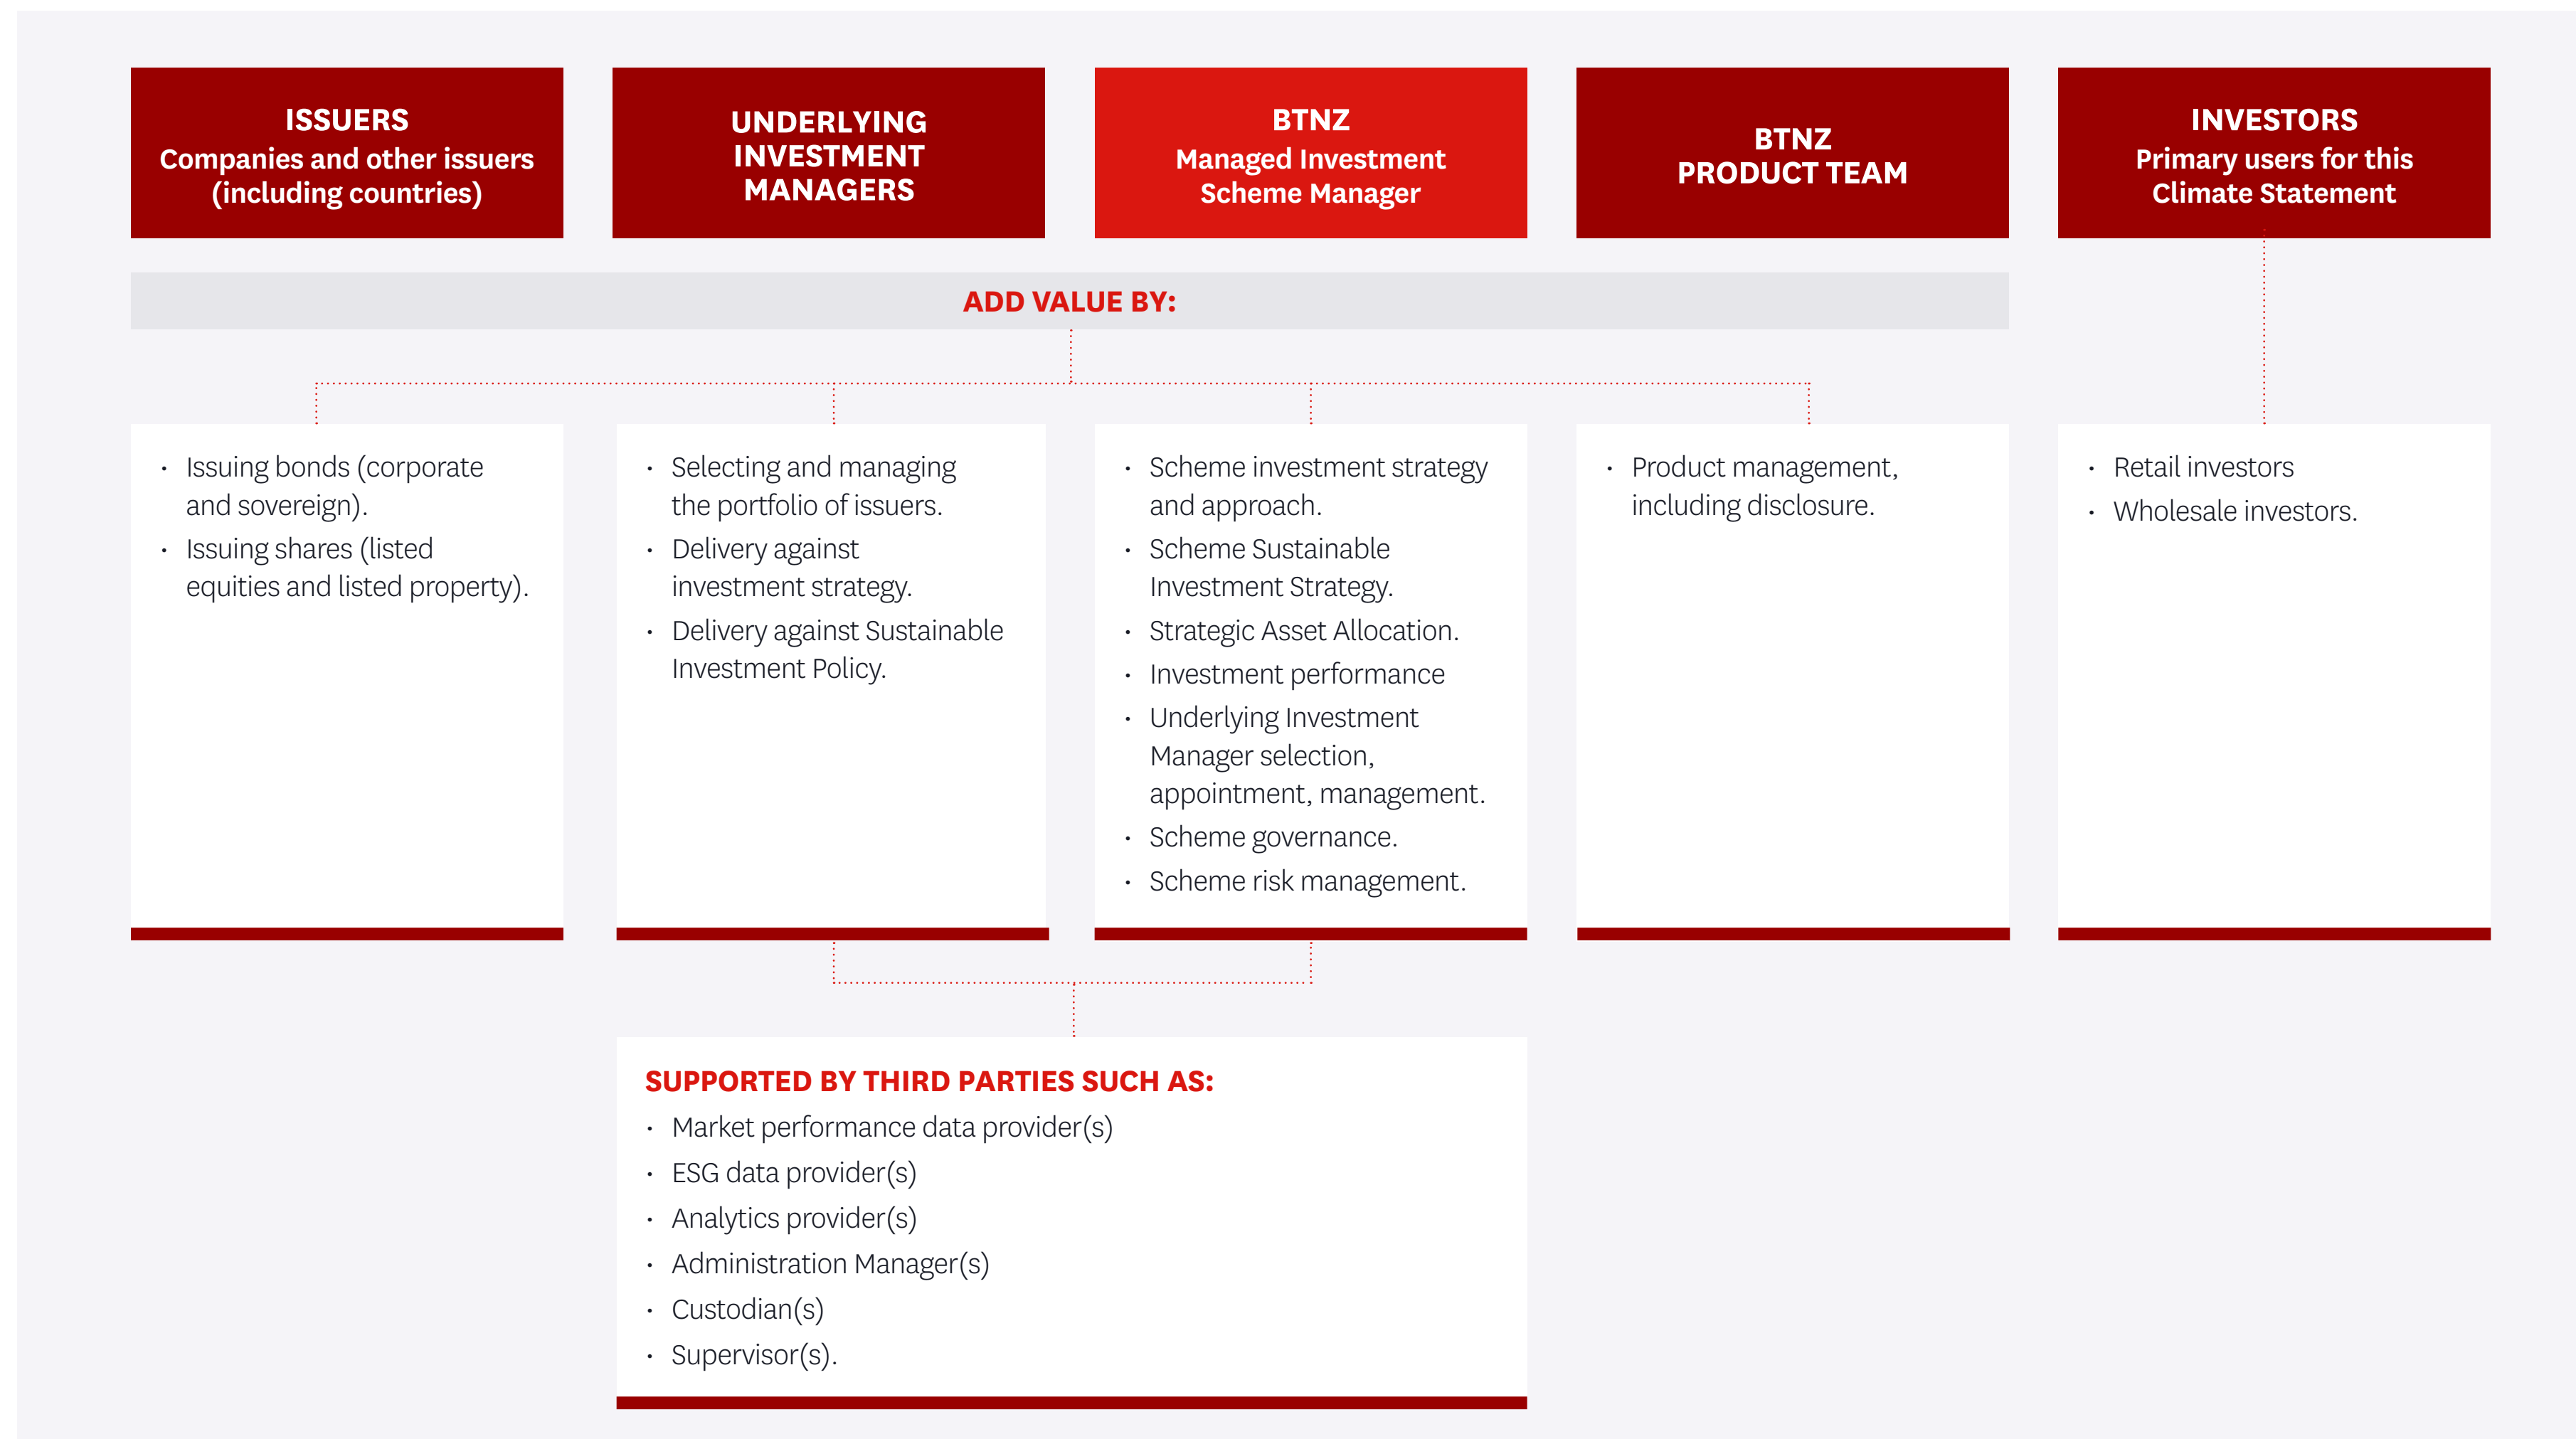 ISSUERS
Companies and other issuers
(including countries)
UNDERLYING
INVESTMENT
MANAGERS
BTNZ
Managed Investment
Scheme Manager
BTNZ
PRODUCT TEAM
INVESTORS
Primary users for this
Climate Statement
ADD VALUE BY:
• Issuing bonds (corporate
and sovereign).
• Issuing shares (listed
equities and listed property).
• Selecting and managing
the portfolio of issuers.
• Delivery against
investment strategy.
• Delivery against Sustainable
Investment Policy.
• Scheme investment strategy
and approach.
• Scheme Sustainable
Investment Strategy.
• Strategic Asset Allocation.
• Investment performance
• Underlying Investment
Manager selection,
appointment, management.
• Scheme governance.
• Scheme risk management.
• Product management,
including disclosure.
• Retail investors
• Wholesale investors.
SUPPORTED BY THIRD PARTIES SUCH AS:
• Market performance data provider(s)
• ESG data provider(s)
• Analytics provider(s)
• Administration Manager(s)
• Custodian(s)
• Supervisor(s).